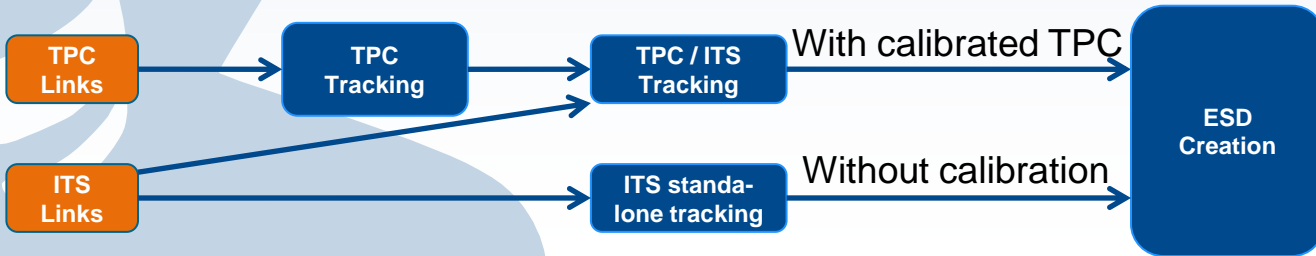 TPC
Links
TPC
Tracking
TPC / ITS
Tracking
With calibrated TPC
ESD
Creation
ITS
Links
ITS standa-
lone tracking
Without calibration